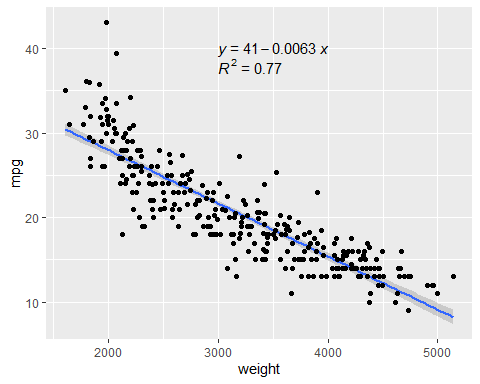 y = 41 – 0.0063 x
R² = 0.77
40
30
20
10
mpg
2000 3000 4000 5000
weight